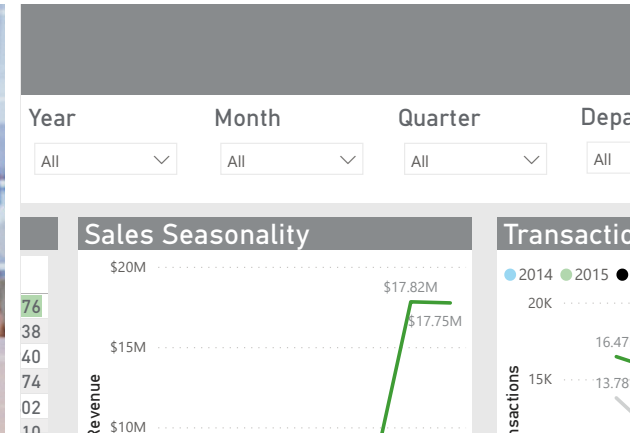 Year Month Quarter Depa
All All All All
Sales Seasonality
Transactio
$20M
2014 2015
$17.82M
20K
76
$17.75M
38
16.47
$15M
40
74
15K
13.78
02
Revenue
nsactions
$10M